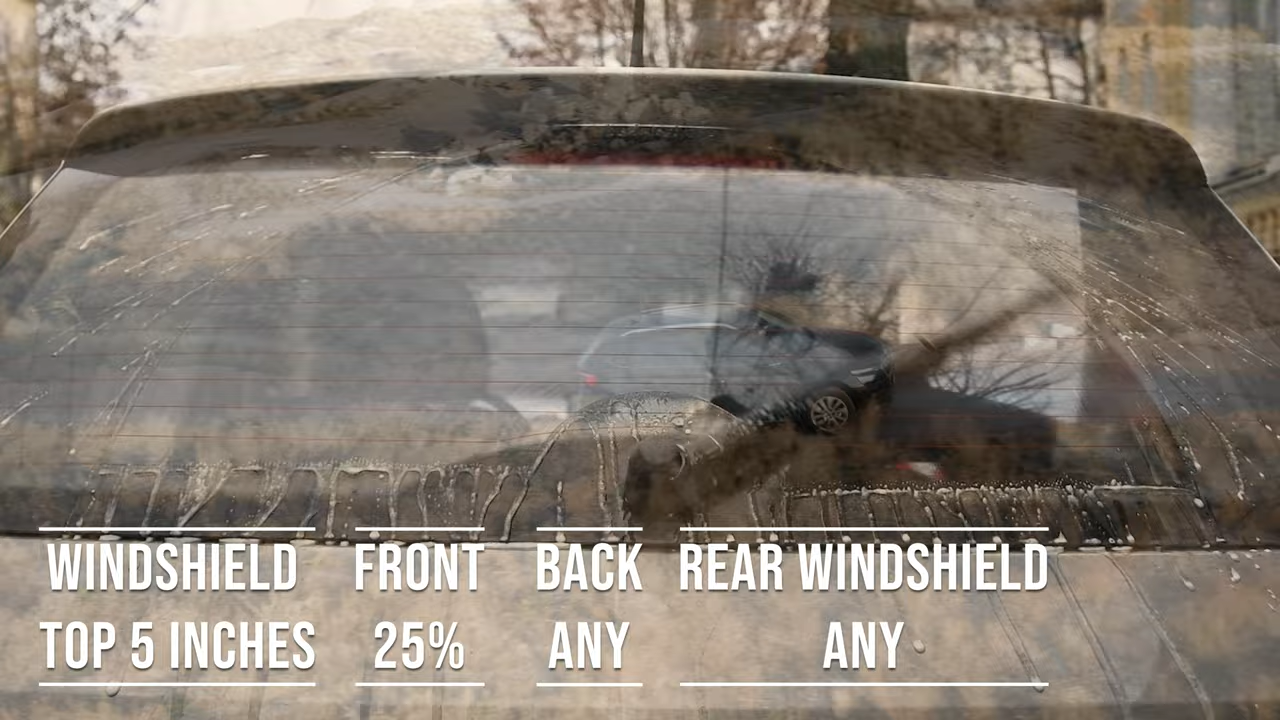 WINDSHIELD FRONT BACK REAR WINDSHIELD
TOP 5 INCHES 25% ANY ANY